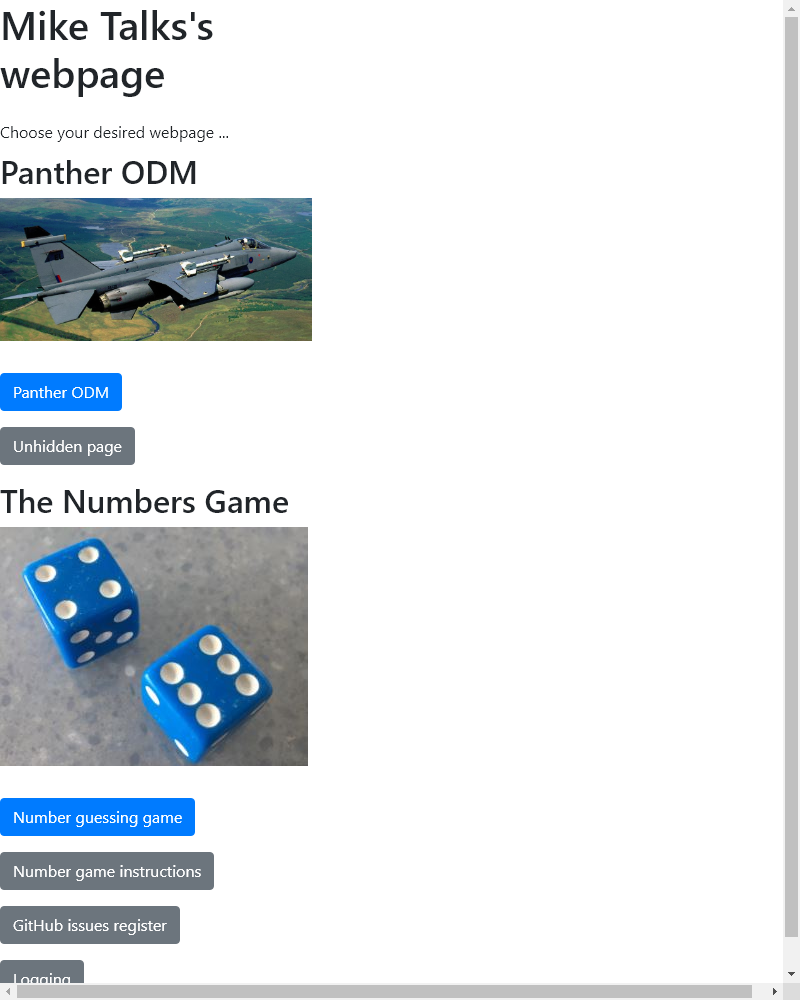 Mike Talks's
webpage
Choose your desired webpage ...
Panther ODM
Panther ODM
Unhidden page
The Numbers Game
Number guessing game
Number game instructions
GitHub issues register
Logging